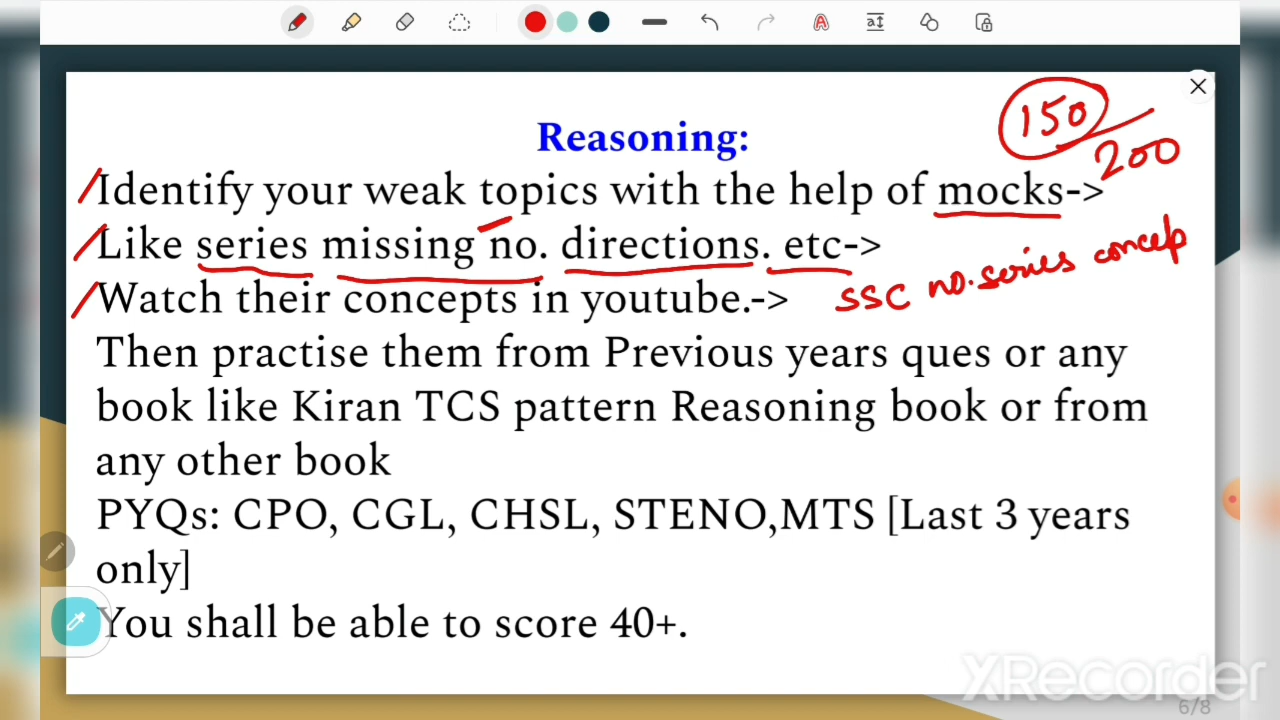 Reasoning:
150/200
Identify your weak topics with the help of mocks->
Like series missing no. directions. etc->
Watch their concepts in youtube.->
SSC no.series concep
Then practise them from Previous years ques or any
book like Kiran TCS pattern Reasoning book or from
any other book
PYQs: CPO, CGL, CHSL, STENO,MTS [Last 3 years
only]
You shall be able to score 40+.
XRecorder
6/8